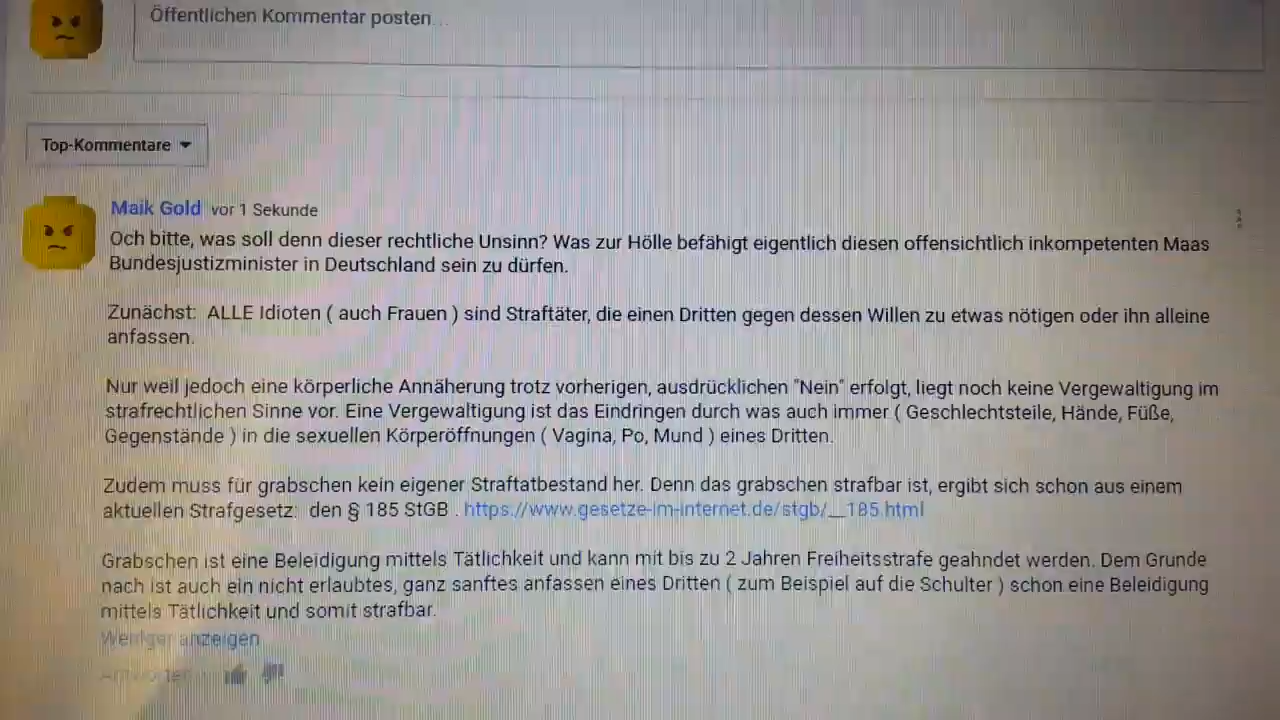 Öffentlichen Kommentar posten...
Top-Kommentare
Maik Gold vor 1 Sekunde
Och bitte, was soll denn dieser rechtliche Unsinn? Was zur Hölle befähigt eigentlich diesen offensichtlich inkompetenten Maas
Bundesjustizminister in Deutschland sein zu dürfen.
Zunächst: ALLE Idioten ( auch Frauen ) sind Straftäter, die einen Dritten gegen dessen Willen zu etwas nötigen oder ihn alleine
anfassen.
Nur weil jedoch eine körperliche Annäherung trotz vorherigen, ausdrücklichen "Nein" erfolgt, liegt noch keine Vergewaltigung im
strafrechtlichen Sinne vor. Eine Vergewaltigung ist das Eindringen durch was auch immer ( Geschlechtsteile, Hände, Füße,
Gegenstände ) in die sexuellen Körperöffnungen ( Vagina, Po, Mund ) eines Dritten.
Zudem muss für grabschen kein eigener Straftatbestand her. Denn das grabschen strafbar ist, ergibt sich schon aus einem
aktuellen Strafgesetz: den § 185 StGB . https://www.gesetze-im-internet.de/stgb/__185.html
Grabschen ist eine Beleidigung mittels Tätlichkeit und kann mit bis zu 2 Jahren Freiheitsstrafe geahndet werden. Dem Grunde
nach ist auch ein nicht erlaubtes, ganz sanftes anfassen eines Dritten ( zum Beispiel auf die Schulter ) schon eine Beleidigung
mittels Tätlichkeit und somit strafbar.
Weniger anzeigen
Antworten